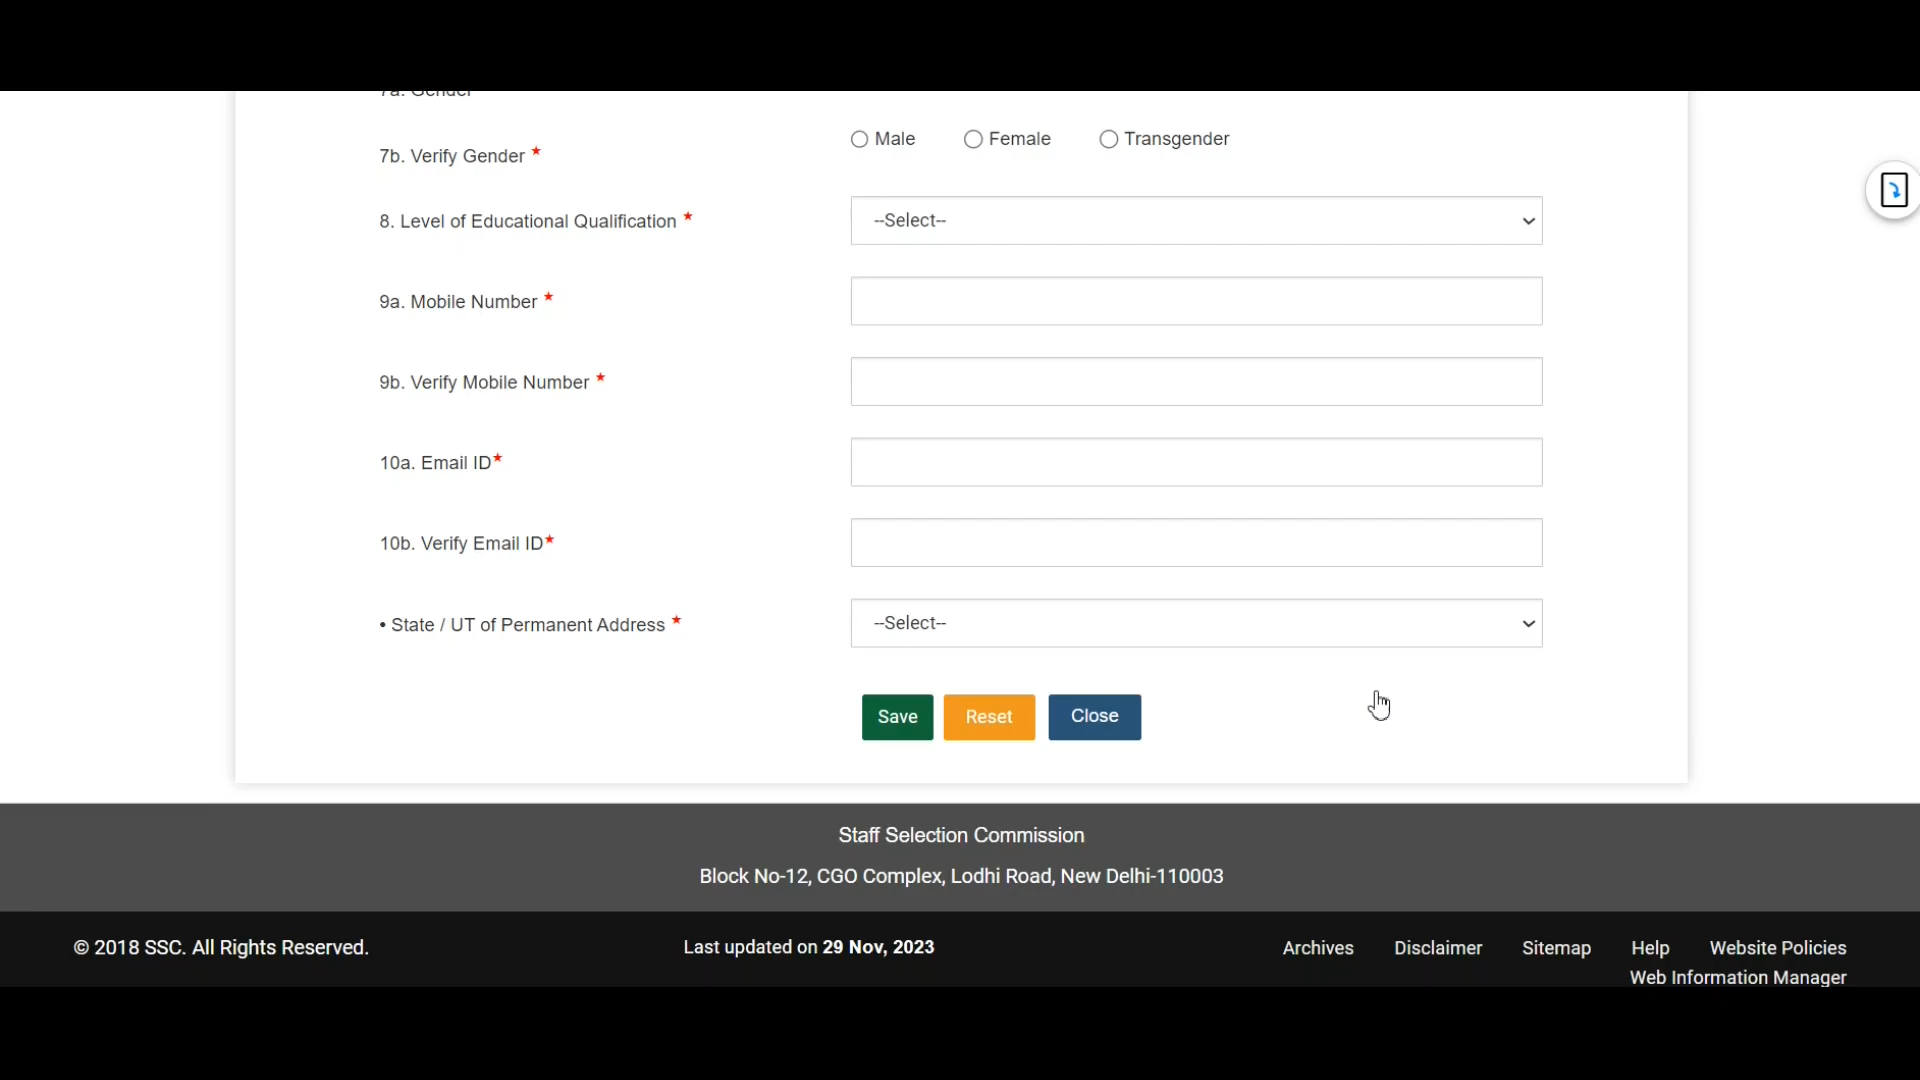 7a. Gender
Male Female Transgender
7b. Verify Gender *
8. Level of Educational Qualification * --Select--
9a. Mobile Number *
9b. Verify Mobile Number *
10a. Email ID*
10b. Verify Email ID*
• State / UT of Permanent Address * --Select--
Save Reset Close
Staff Selection Commission
Block No-12, CGO Complex, Lodhi Road, New Delhi-110003
© 2018 SSC. All Rights Reserved. Last updated on 29 Nov, 2023 Archives Disclaimer Sitemap Help Website Policies
Web Information Manager